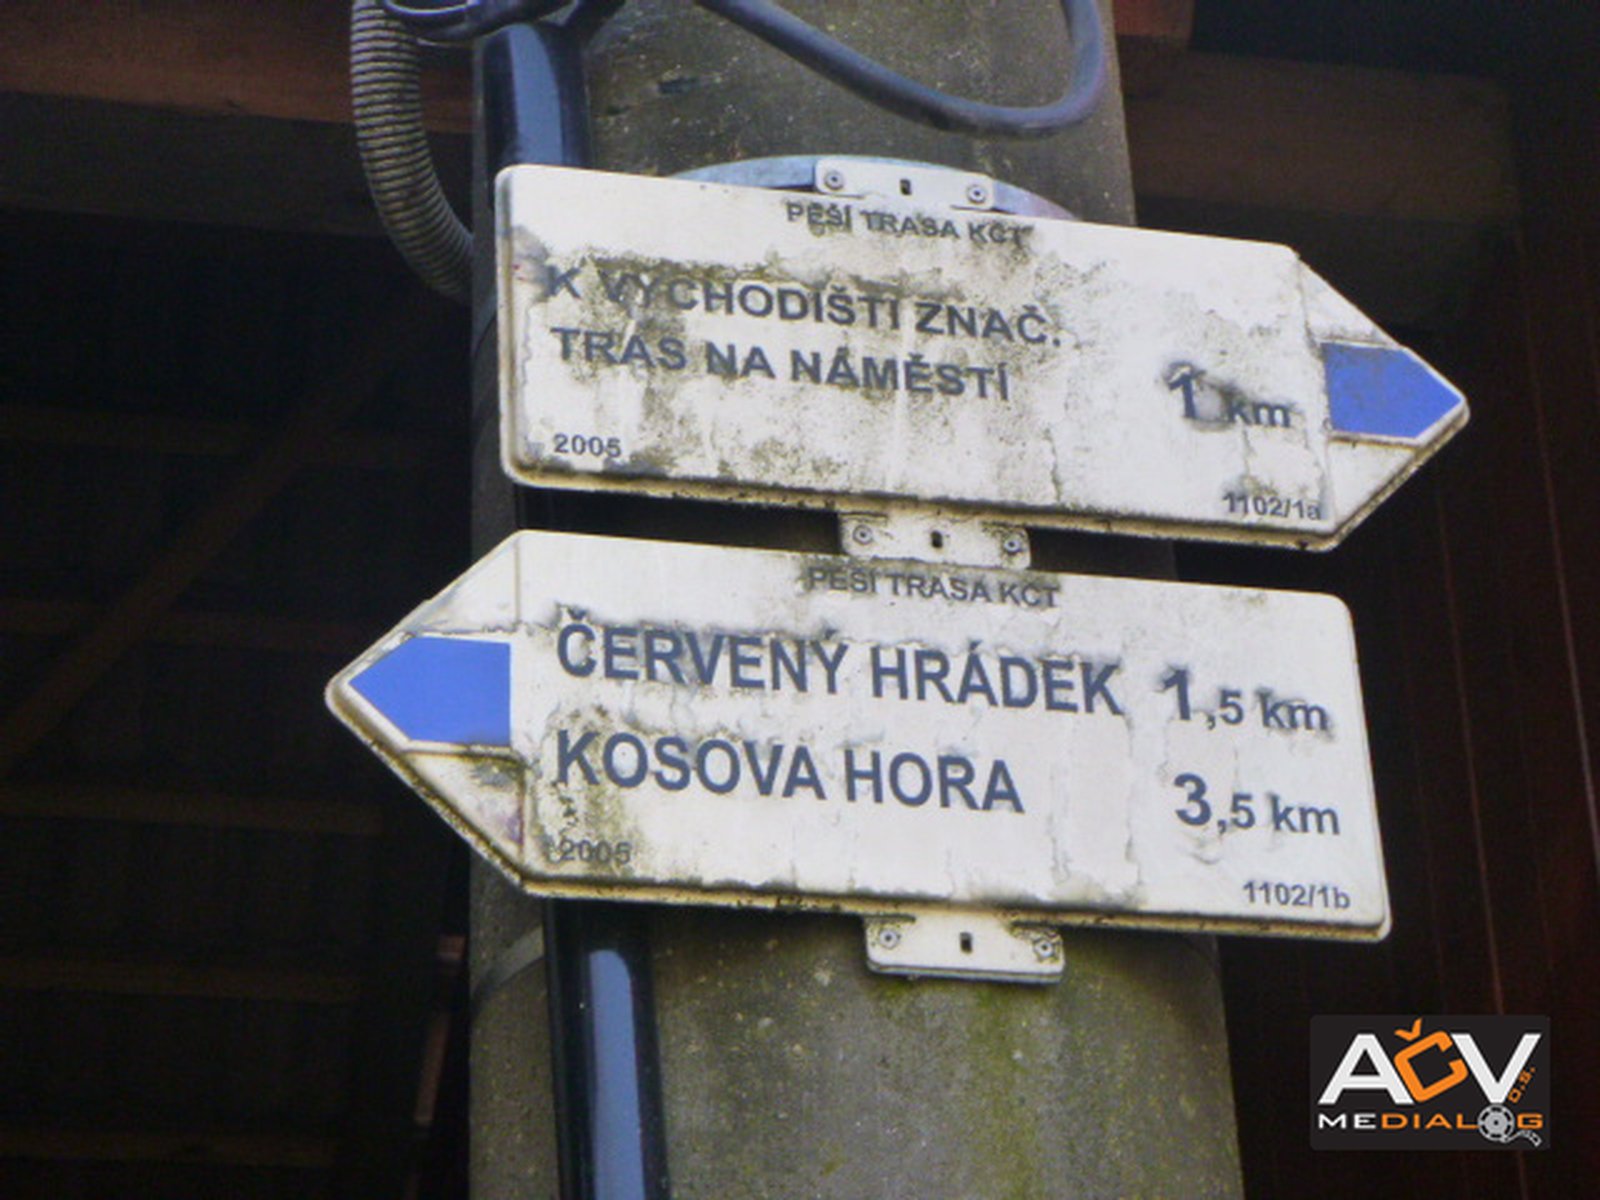 PĚŠÍ TRASA KČT
K VÝCHODIŠTI ZNAČ.
TRAS NA NÁMĚSTÍ
1 km
2005
1102/1a
PĚŠÍ TRASA KČT
ČERVENÝ HRÁDEK 1,5 km
KOSOVA HORA 3,5 km
2005
1102/1b
AČV o.s.
MEDIALOG